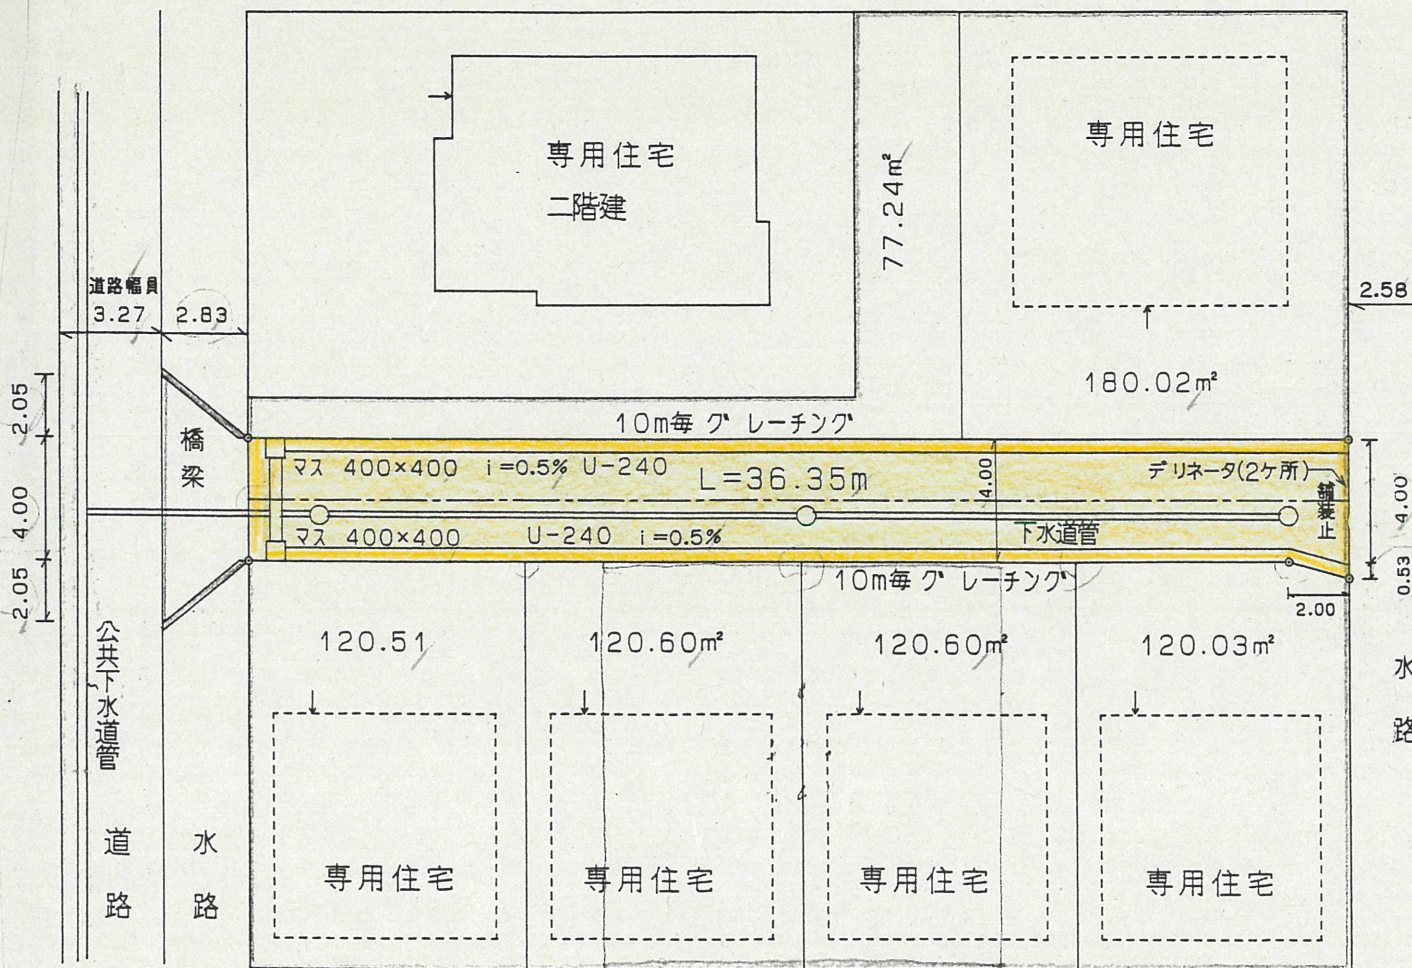 専用住宅
二階建
77.24m²
専用住宅
180.02m²
2.58
道路幅員
3.27
2.83
2.05
4.00
2.05
橋梁
10m毎 グレーチング
マス 400×400 i=0.5% U-240
L=36.35m
4.00
デリネータ(2ケ所)
舗装止
4.00
0.53
マス 400×400 U-240 i=0.5%
下水道管
10m毎 グレーチング
2.00
公共下水道管
120.51
120.60m²
120.60m²
120.03m²
水路
道路
水路
専用住宅
専用住宅
専用住宅
専用住宅